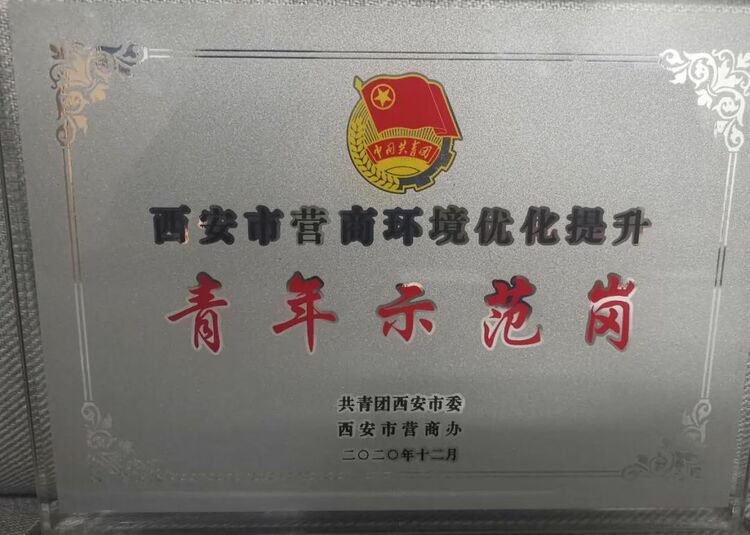 中国共青团
西安市营商环境优化提升
青年示范岗
共青团西安市委
西安市营商办
二〇二〇年十二月